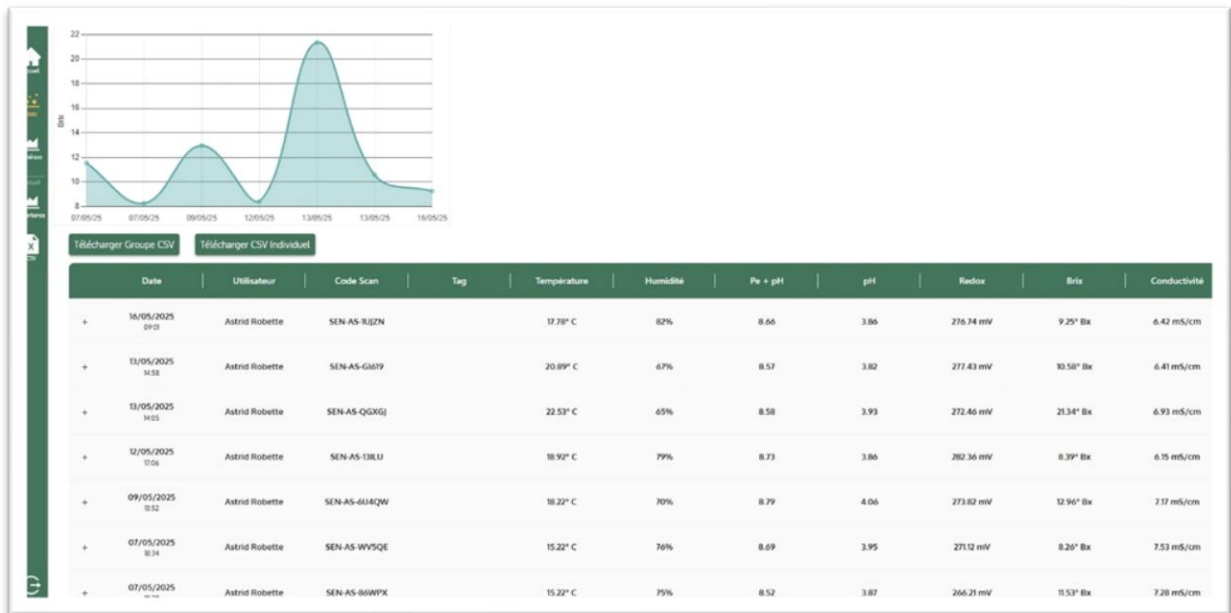 22
20
18
16
14
12
10
8
Brix
07/05/25 07/05/25 09/05/25 12/05/25 13/05/25 13/05/25 16/05/25
Télécharger Groupe CSV Télécharger CSV Individuel
Date Utilisateur Code Scan Tag Température Humidité Pe + pH pH Redox Brix Conductivité
+ 16/05/2025 Astrid Robette SEN-AS-1UJZN 17.78° C 82% 8.66 3.86 276.74 mV 9.25° Bx 6.42 mS/cm
09:01
+ 13/05/2025 Astrid Robette SEN-AS-GI619 20.89° C 67% 8.57 3.82 277.43 mV 10.58° Bx 6.41 mS/cm
14:58
+ 13/05/2025 Astrid Robette SEN-AS-QGXGJ 22.53° C 65% 8.58 3.93 272.46 mV 21.34° Bx 6.93 mS/cm
14:05
+ 12/05/2025 Astrid Robette SEN-AS-13ILU 18.92° C 79% 8.73 3.86 282.36 mV 8.39° Bx 6.15 mS/cm
17:06
+ 09/05/2025 Astrid Robette SEN-AS-6U4QW 18.22° C 70% 8.79 4.06 273.82 mV 12.96° Bx 7.17 mS/cm
13:52
+ 07/05/2025 Astrid Robette SEN-AS-WV5QE 15.22° C 76% 8.69 3.95 271.12 mV 8.26° Bx 7.53 mS/cm
+ 07/05/2025 Astrid Robette SEN-AS-86WPX 15.22° C 75% 8.52 3.87 266.21 mV 11.53° Bx 7.28 mS/cm